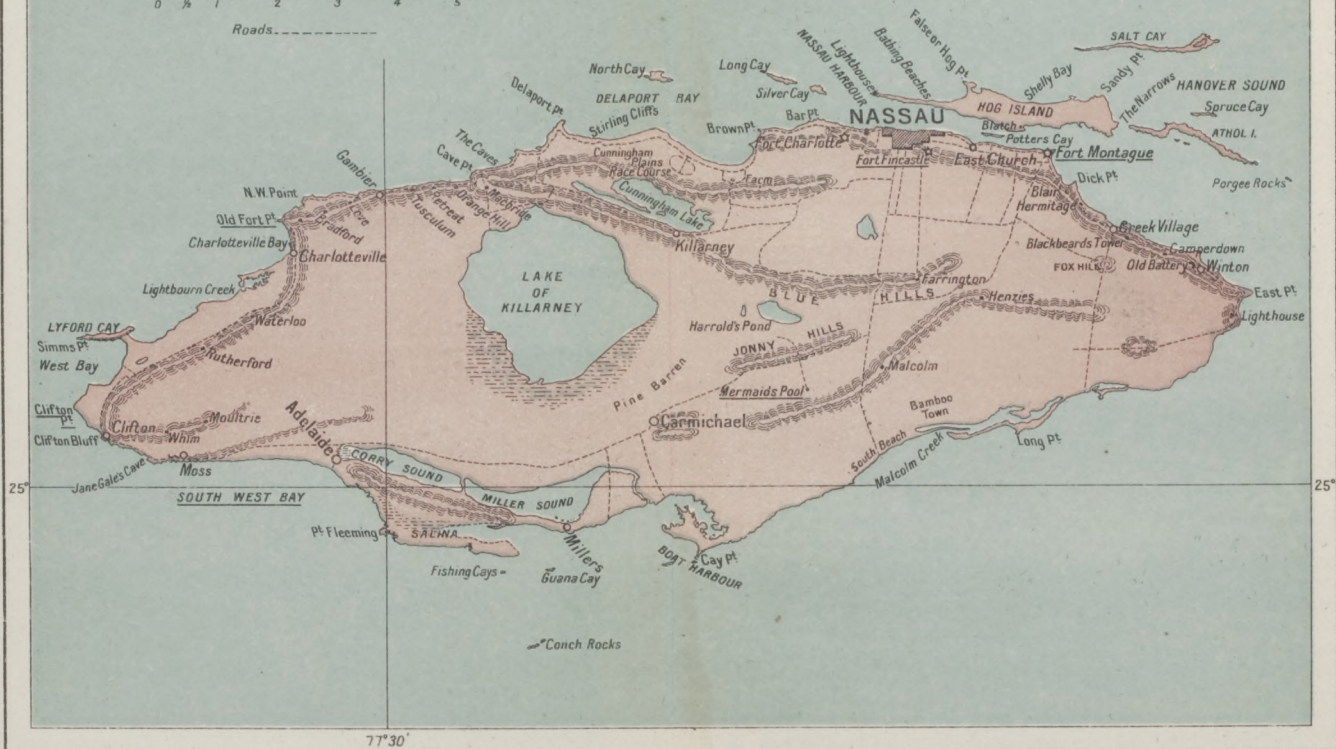 0 ½ 1 2 3 4 5
Roads
SALT CAY
False or Hog Pt
Bathing Beaches
Lighthouse
NASSAU HARBOUR
Shelly Bay
Sandy Pt
The Narrows
HANOVER SOUND
North Cay
Long Cay
Silver Cay
Delaport Pt
DELAPORT BAY
Stirling Cliffs
Spruce Cay
HOG ISLAND
NASSAU
Bar Pt
Brown Pt
ATHOL I.
Potters Cay
Fort Charlotte
Fort Fincastle
East Church
Fort Montague
The Caves
Cave Pt
Cunningham
Plains
Race Course
Farm
Dick Pt
Porgee Rocks
Gambier
N.W. Point
Macbride
Orange Hill
Cunningham Lake
Blair
Hermitage
Old Fort Pt
Love
Retreat
Tusculum
Creek Village
Charlotteville Bay
Charlotteville
Killarney
Blackbeards Tower
Camperdown
FOX HILL
Old Battery
Winton
Lightbourn Creek
LAKE
OF
KILLARNEY
Farrington
BLUE HILLS
Henzies
East Pt
Lighthouse
Waterloo
Harrold's Pond
LYFORD CAY
Simms Pt
West Bay
JONNY HILLS
Rutherford
Malcolm
Pine Barren
Mermaids Pool
Clifton
Pt
Clifton
Moultrie
Whim
Adelaide
Carmichael
Bamboo
Town
Clifton Bluff
South Beach
Malcolm Creek
Long Pt
Jane Gale's Cave
Moss
CORRY SOUND
25°
25°
SOUTH WEST BAY
MILLER SOUND
Pt Fleeming
SALINA
Millers
Cay Pt
BOAT HARBOUR
Fishing Cays
Guana Cay
Conch Rocks
77°30'